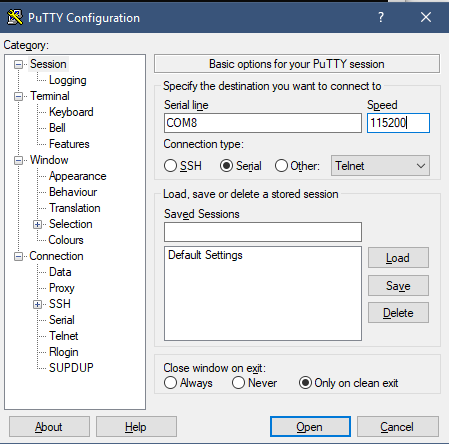 PuTTY Configuration
? ×
Category:
Session
Logging
Terminal
Keyboard
Bell
Features
Window
Appearance
Behaviour
Translation
Selection
Colours
Connection
Data
Proxy
SSH
Serial
Telnet
Rlogin
SUPDUP
Basic options for your PuTTY session
Specify the destination you want to connect to
Serial line Speed
COM8 115200
Connection type:
SSH Serial Other: Telnet
Load, save or delete a stored session
Saved Sessions
Default Settings
Load
Save
Delete
Close window on exit:
Always Never Only on clean exit
About Help Open Cancel